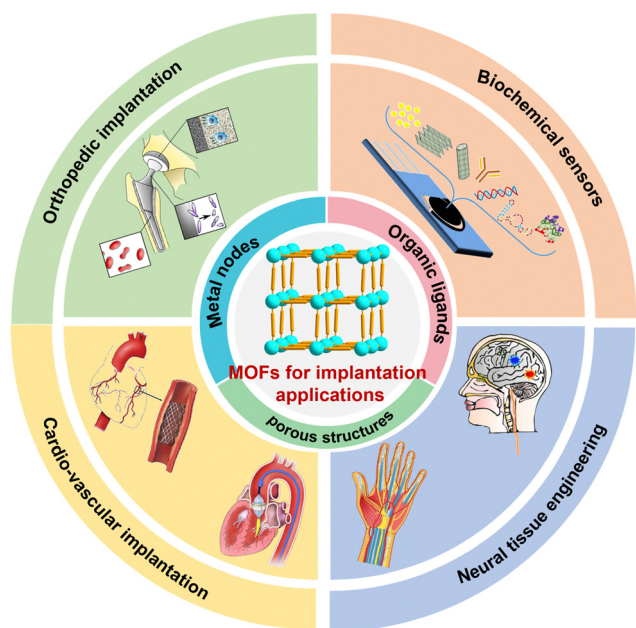 Orthopedic implantation
Biochemical sensors
Metal nodes
Organic ligands
MOFs for implantation
applications
porous structures
Cardio-vascular implantation
Neural tissue engineering